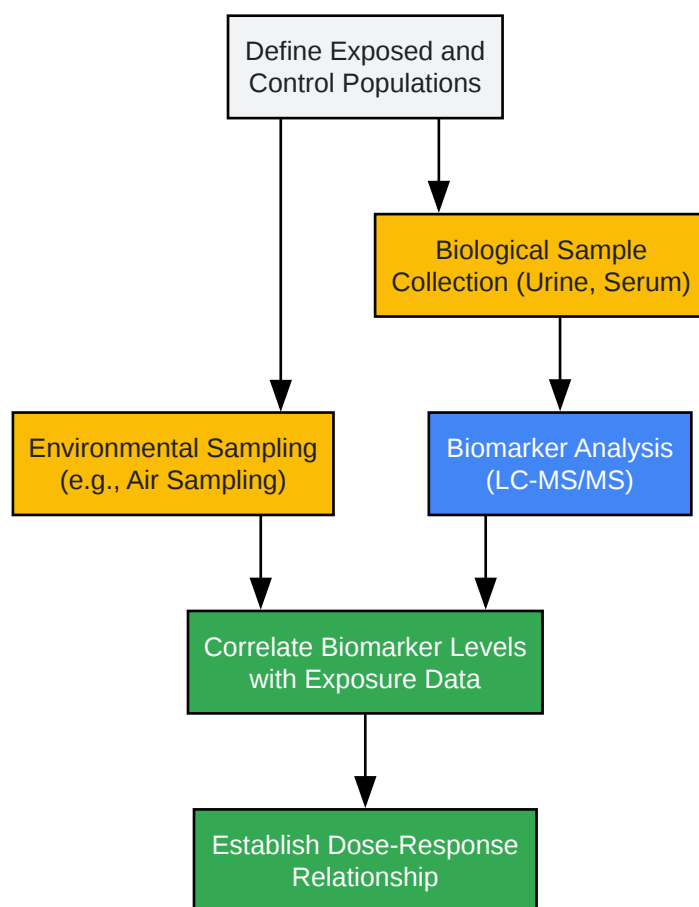 Define Exposed and
Control Populations
Biological Sample
Collection (Urine, Serum)
Environmental Sampling
(e.g., Air Sampling)
Biomarker Analysis
(LC-MS/MS)
Correlate Biomarker Levels
with Exposure Data
Establish Dose-Response
Relationship